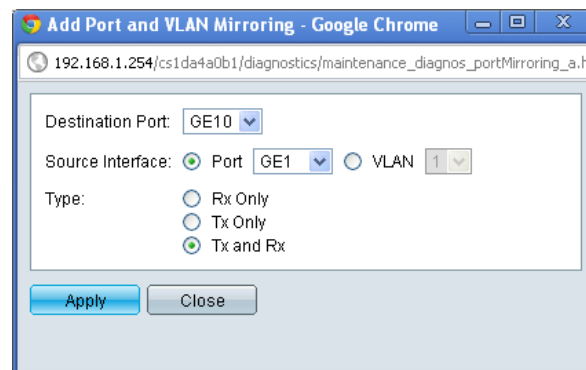 Add Port and VLAN Mirroring - Google Chrome
192.168.1.254/cs1da4a0b1/diagnostics/maintenance_diagnos_portMirroring_a.h
Destination Port: GE10
Source Interface: Port GE1 VLAN 1
Type: Rx Only
Tx Only
Tx and Rx
Apply Close